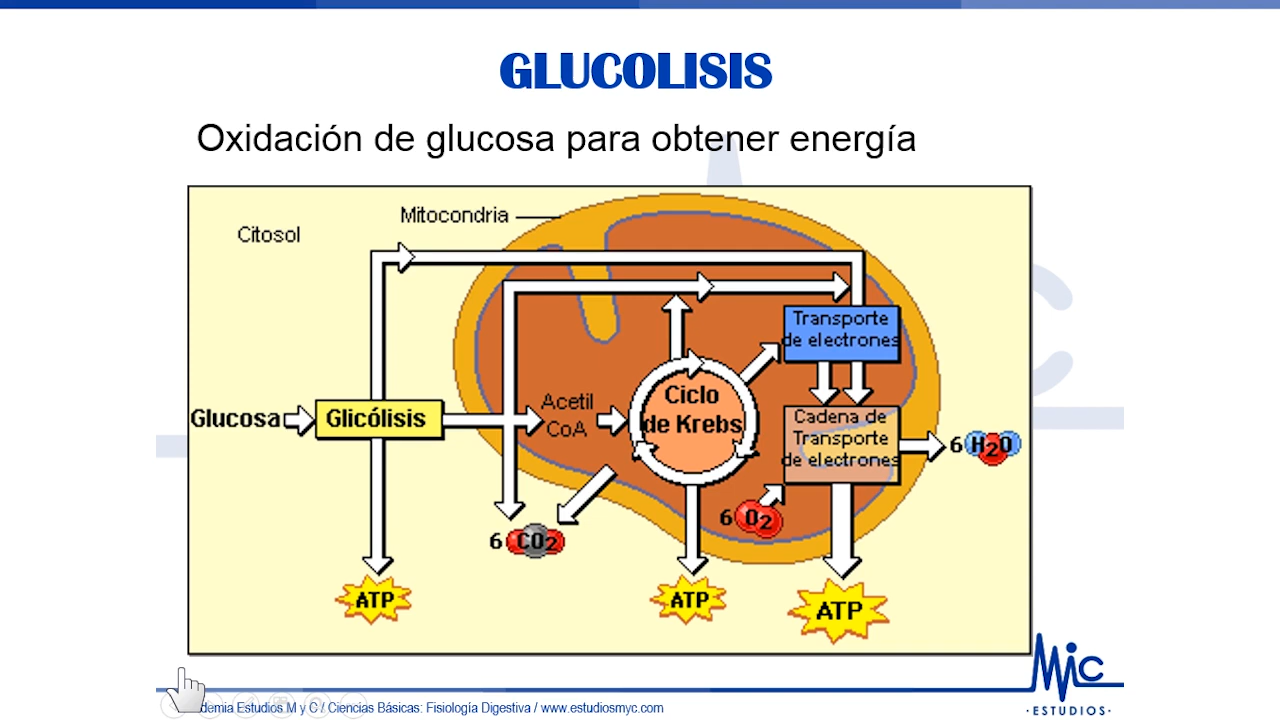 GLUCOLISIS
Oxidación de glucosa para obtener energía
Mitocondria
Citosol
Transporte
de electrones
Glucosa
Glicólisis
Acetil
CoA
Ciclo
de Krebs
Cadena de
Transporte
de electrones
6 H2O
6 O2
6 CO2
ATP
ATP
ATP
MiC
·ESTUDIOS·
Estudios M y C / Ciencias Básicas: Fisiología Digestiva / www.estudiosmyc.com